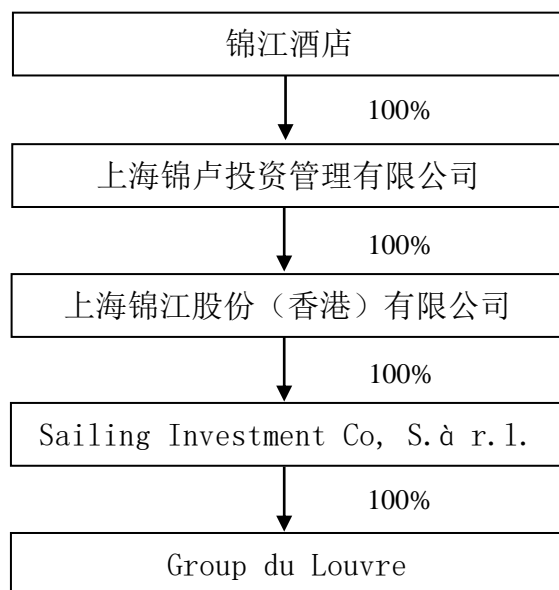 锦江酒店
100%
上海锦卢投资管理有限公司
100%
上海锦江股份（香港）有限公司
100%
Sailing Investment Co, S.à r.l.
100%
Group du Louvre